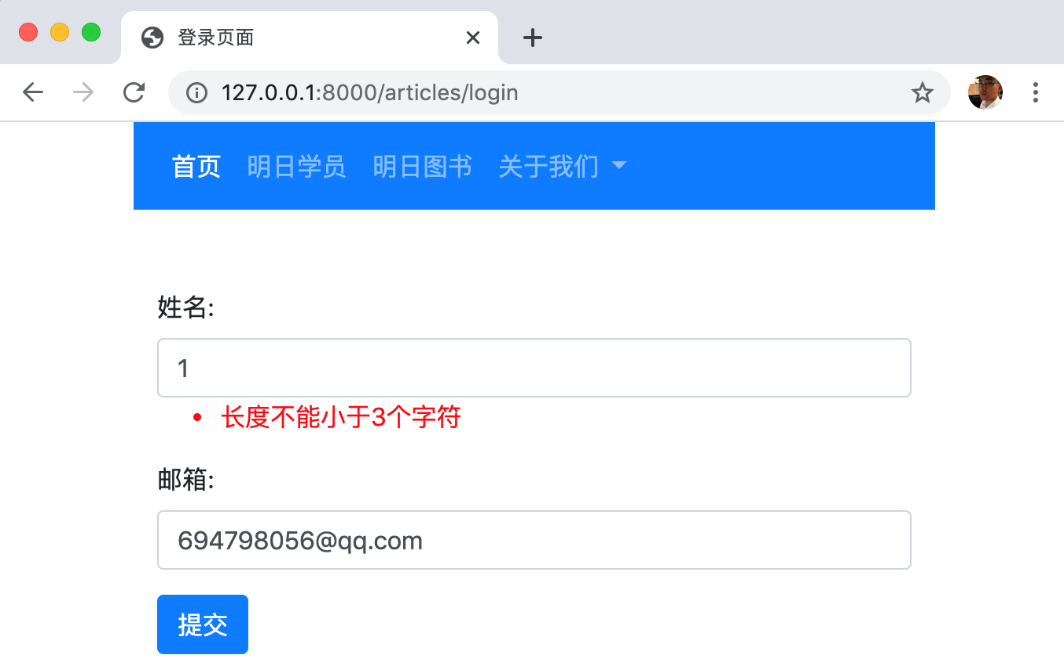 登录页面
127.0.0.1:8000/articles/login
首页 明日学员 明日图书 关于我们
姓名:
1
长度不能小于3个字符
邮箱:
694798056@qq.com
提交